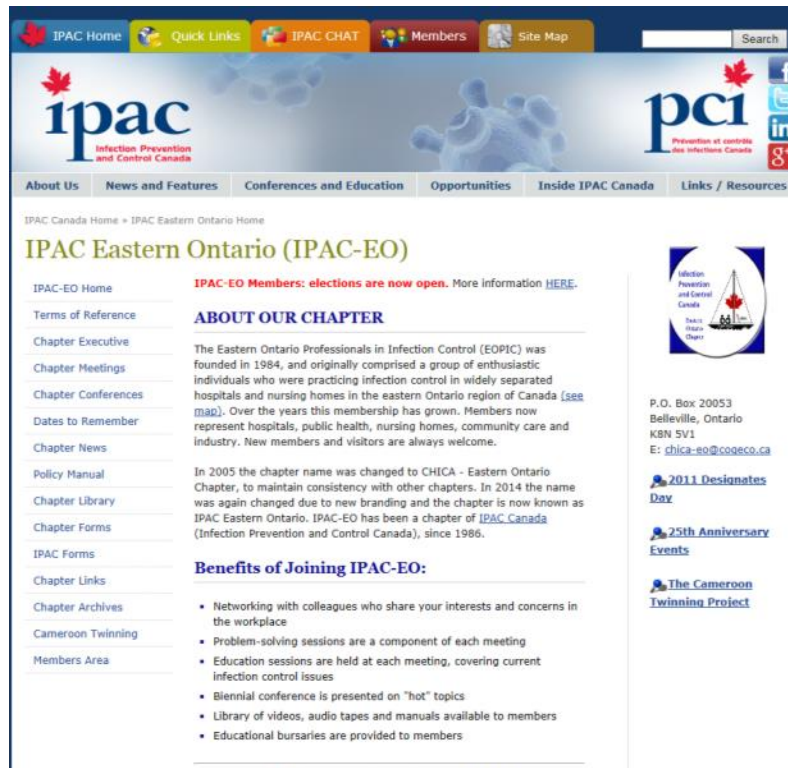 IPAC Home
Quick Links
IPAC CHAT
Members
Site Map
Search
ipac
Infection Prevention
and Control Canada
pci
Prévention et contrôle
des infections Canada
f
in
g+
About Us
News and Features
Conferences and Education
Opportunities
Inside IPAC Canada
Links / Resources
IPAC Canada Home » IPAC Eastern Ontario Home
IPAC Eastern Ontario (IPAC-EO)
IPAC-EO Home
Terms of Reference
Chapter Executive
Chapter Meetings
Chapter Conferences
Dates to Remember
Chapter News
Policy Manual
Chapter Library
Chapter Forms
IPAC Forms
Chapter Links
Chapter Archives
Cameroon Twinning
Members Area
IPAC-EO Members: elections are now open. More information HERE.
ABOUT OUR CHAPTER
The Eastern Ontario Professionals in Infection Control (EOPIC) was
founded in 1984, and originally comprised a group of enthusiastic
individuals who were practicing infection control in widely separated
hospitals and nursing homes in the eastern Ontario region of Canada (see
map). Over the years this membership has grown. Members now
represent hospitals, public health, nursing homes, community care and
industry. New members and visitors are always welcome.
In 2005 the chapter name was changed to CHICA - Eastern Ontario
Chapter, to maintain consistency with other chapters. In 2014 the name
was again changed due to new branding and the chapter is now known as
IPAC Eastern Ontario. IPAC-EO has been a chapter of IPAC Canada
(Infection Prevention and Control Canada), since 1986.
Benefits of Joining IPAC-EO:
• Networking with colleagues who share your interests and concerns in
the workplace
• Problem-solving sessions are a component of each meeting
• Education sessions are held at each meeting, covering current
infection control issues
• Biennial conference is presented on "hot" topics
• Library of videos, audio tapes and manuals available to members
• Educational bursaries are provided to members
Infection
Prevention
and Control
Canada
Ontario
Chapter
P.O. Box 20053
Belleville, Ontario
K8N 5V1
E: chica-eo@cogeco.ca
2011 Designates
Day
25th Anniversary
Events
The Cameroon
Twinning Project